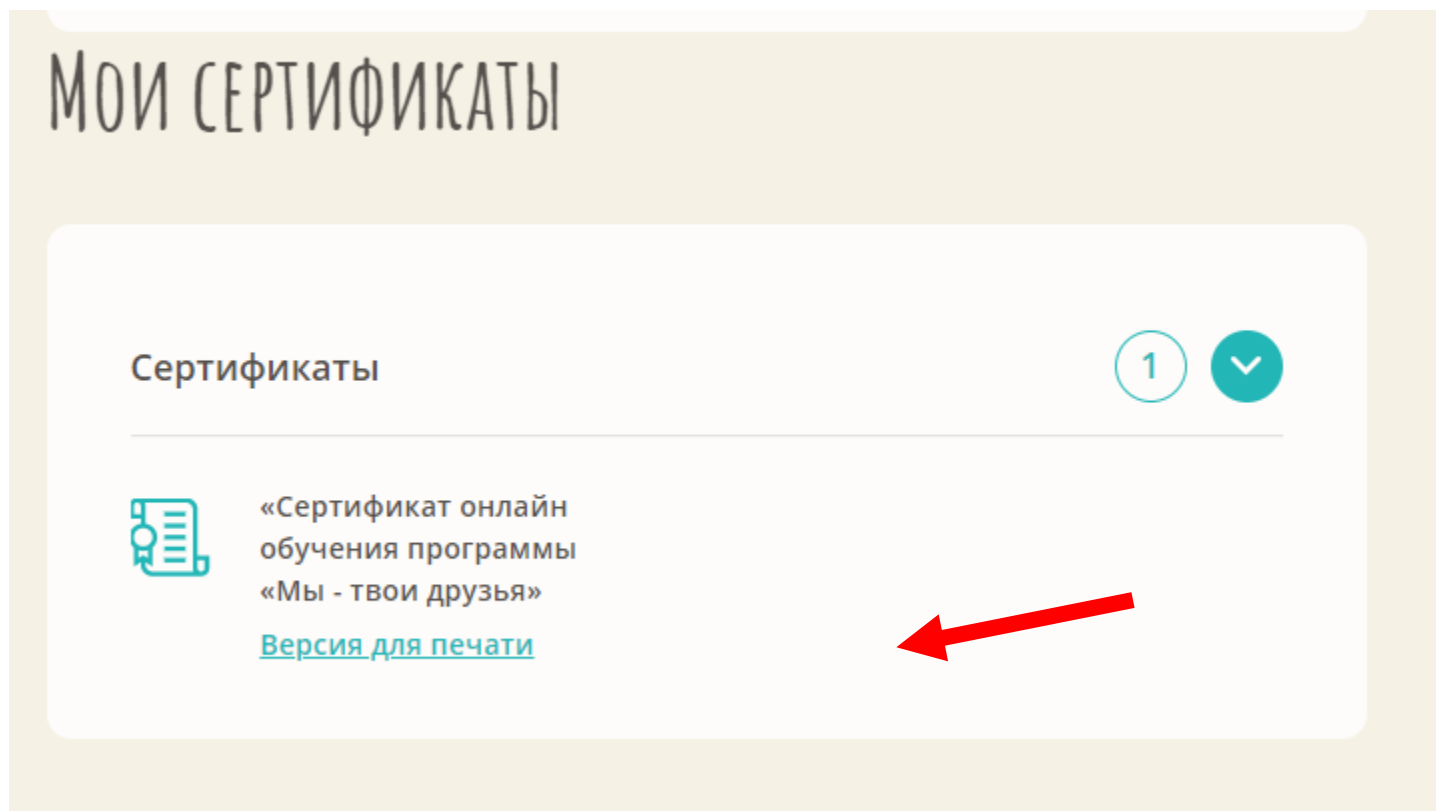 Мои сертификаты
Сертификаты
1
«Сертификат онлайн
обучения программы
«Мы - твои друзья»
Версия для печати